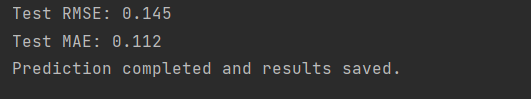 Test RMSE: 0.145
Test MAE: 0.112
Prediction completed and results saved.